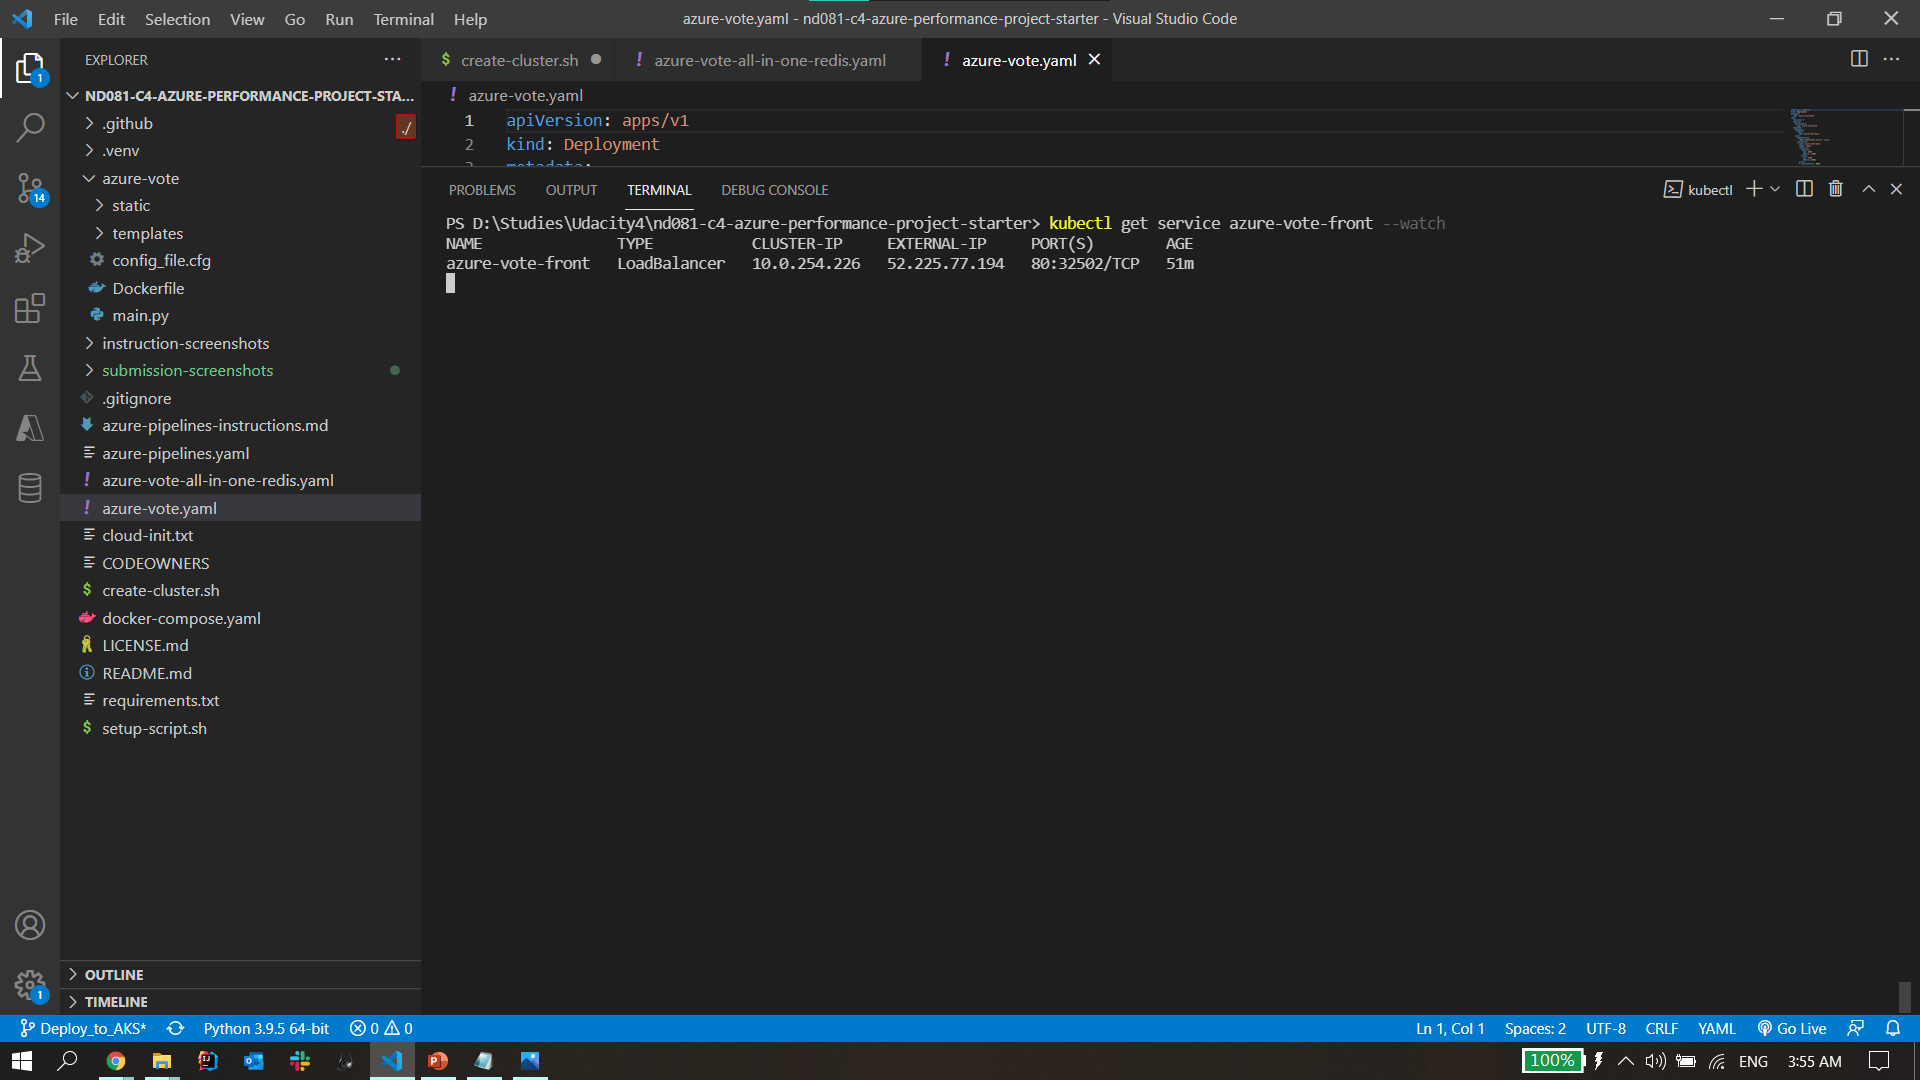 File Edit Selection View Go Run Terminal Help
azure-vote.yaml - nd081-c4-azure-performance-project-starter - Visual Studio Code
EXPLORER
ND081-C4-AZURE-PERFORMANCE-PROJECT-STA...
.github
./
.venv
azure-vote
static
templates
config_file.cfg
Dockerfile
main.py
instruction-screenshots
submission-screenshots
.gitignore
azure-pipelines-instructions.md
azure-pipelines.yaml
azure-vote-all-in-one-redis.yaml
azure-vote.yaml
cloud-init.txt
CODEOWNERS
create-cluster.sh
docker-compose.yaml
LICENSE.md
README.md
requirements.txt
setup-script.sh
OUTLINE
TIMELINE
1
14
1
create-cluster.sh azure-vote-all-in-one-redis.yaml azure-vote.yaml
azure-vote.yaml
1 apiVersion: apps/v1
2 kind: Deployment
3 metadata:
PROBLEMS OUTPUT TERMINAL DEBUG CONSOLE
kubectl
PS D:\Studies\Udacity4\nd081-c4-azure-performance-project-starter> kubectl get service azure-vote-front --watch
NAME TYPE CLUSTER-IP EXTERNAL-IP PORT(S) AGE
azure-vote-front LoadBalancer 10.0.254.226 52.225.77.194 80:32502/TCP 51m
Deploy_to_AKS* Python 3.9.5 64-bit 0 0 Ln 1, Col 1 Spaces: 2 UTF-8 CRLF YAML Go Live
100% ENG 3:55 AM